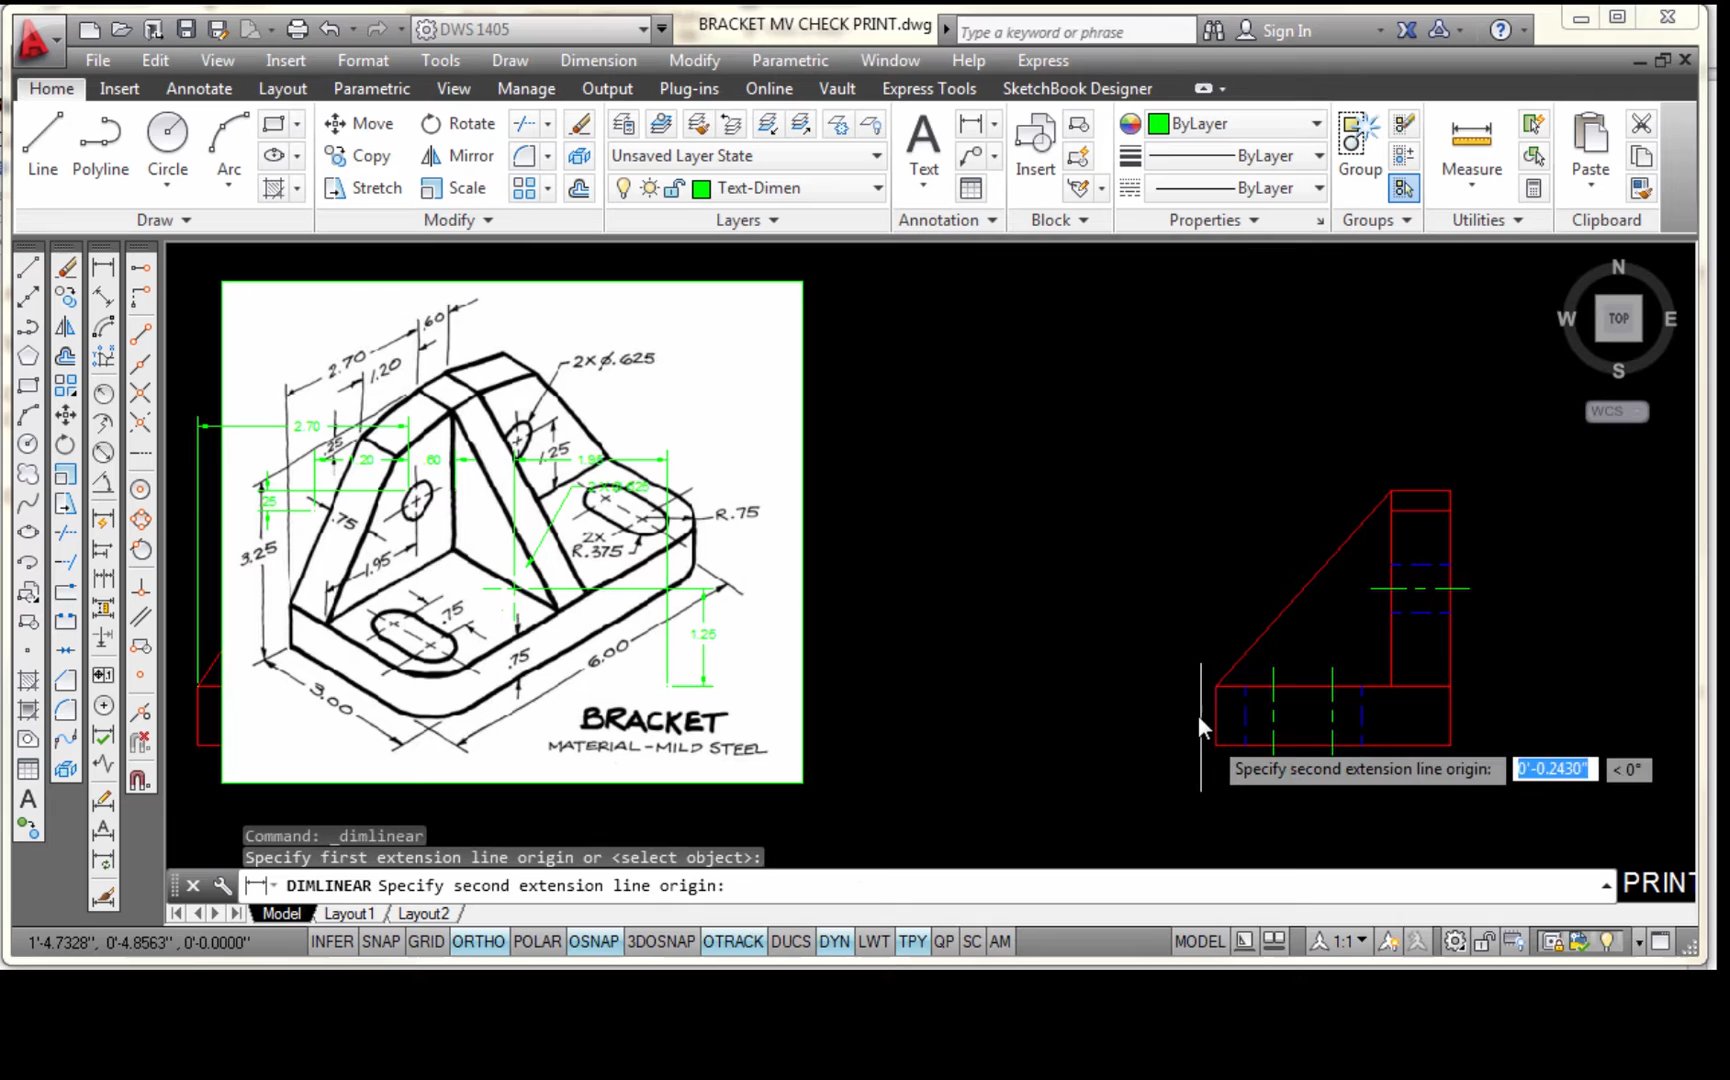 DWS 1405
BRACKET MV CHECK PRINT.dwg
Type a keyword or phrase
Sign In
File Edit View Insert Format Tools Draw Dimension Modify Parametric Window Help Express
Home Insert Annotate Layout Parametric View Manage Output Plug-ins Online Vault Express Tools SketchBook Designer
Move Rotate ByLayer
Copy Mirror Unsaved Layer State ByLayer
Line Polyline Circle Arc Text Insert Group Measure Paste
Stretch Scale Text-Dimen ByLayer
Draw Modify Layers Annotation Block Properties Groups Utilities Clipboard
N
W TOP E
S
WCS
.60
2.70
1.20
2X Ø.625
2.70
.25
1.25
1.20
.60
1.95
2 X Ø.625
.25
.75
R.75
2X
R.375
3.25
1.95
.75
1.25
.75
6.00
3.00
BRACKET
MATERIAL-MILD STEEL
Specify second extension line origin: 0'-0.2430" < 0°
Command: _dimlinear
Specify first extension line origin or <select object>:
DIMLINEAR Specify second extension line origin:
PRINT
Model Layout1 Layout2
1'-4.7328", 0'-4.8563", 0'-0.0000"
INFER SNAP GRID ORTHO POLAR OSNAP 3DOSNAP OTRACK DUCS DYN LWT TPY QP SC AM
MODEL 1:1